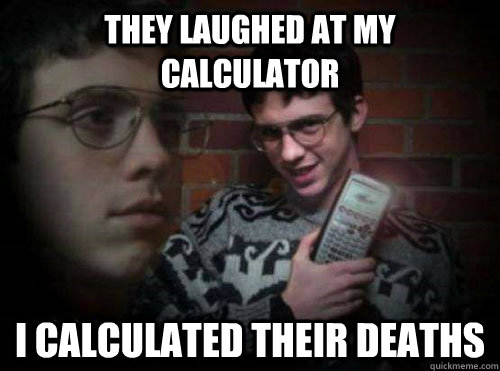 THEY LAUGHED AT MY
CALCULATOR
I CALCULATED THEIR DEATHS
quickmeme.com